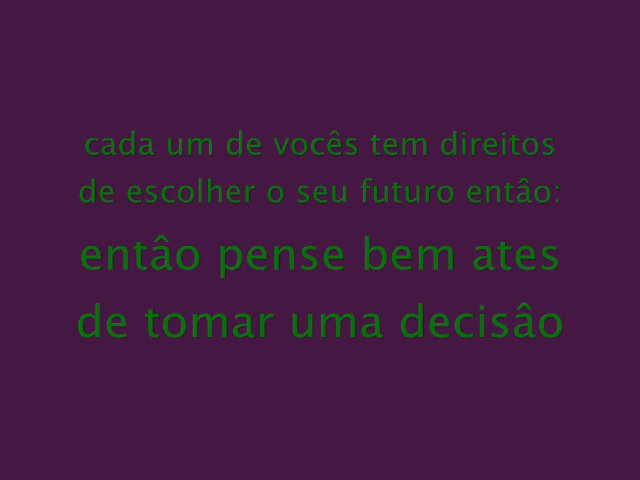 cada um de vocês tem direitos
de escolher o seu futuro entâo:
entâo pense bem ates
de tomar uma decisâo